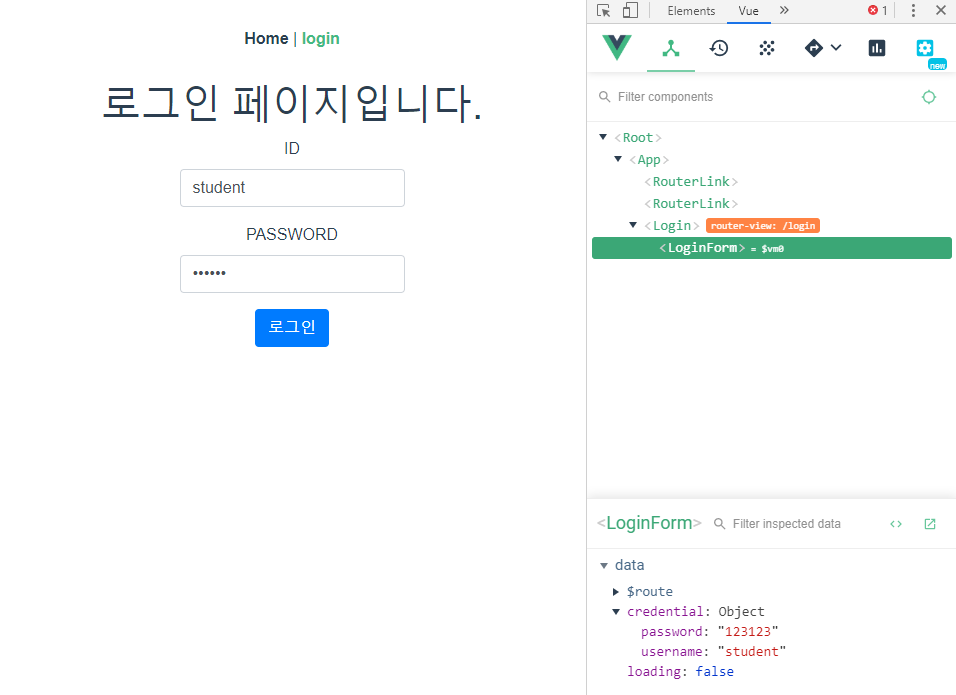 Home | login
로그인 페이지입니다.
ID
student
PASSWORD
••••••
로그인
Elements Vue » 1
new
Filter components
<Root>
<App>
<RouterLink>
<RouterLink>
<Login> router-view: /login
<LoginForm> = $vm0
<LoginForm> Filter inspected data
data
$route
credential: Object
password: "123123"
username: "student"
loading: false